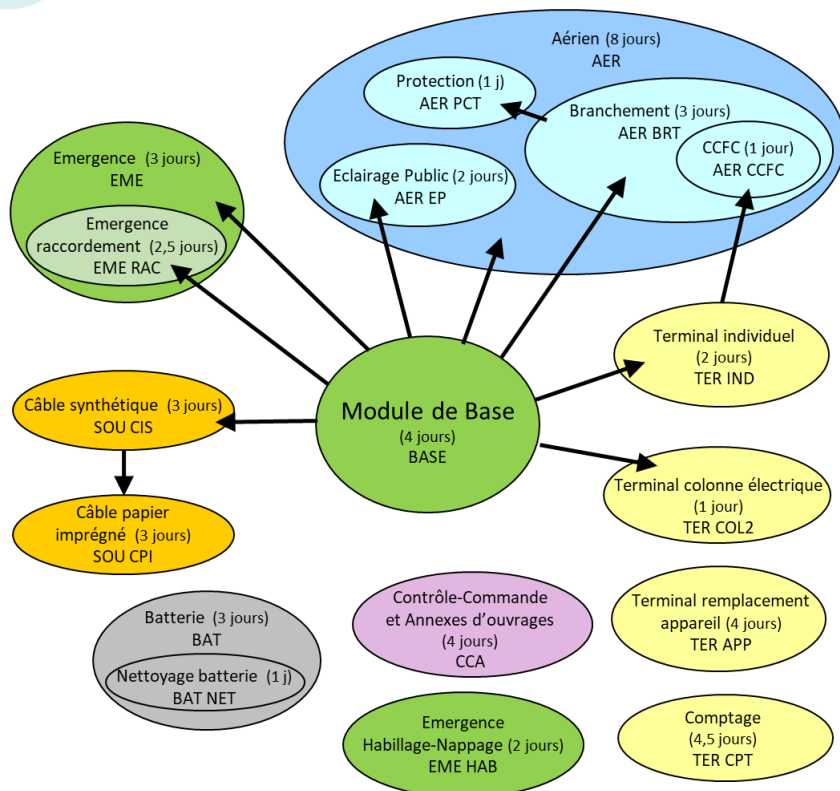 Aérien (8 jours)
AER
Protection (1 j)
AER PCT
Branchement (3 jours)
AER BRT
CCFC (1 jour)
AER CCFC
Eclairage Public (2 jours)
AER EP
Emergence (3 jours)
EME
Emergence
raccordement (2,5 jours)
EME RAC
Terminal individuel
(2 jours)
TER IND
Module de Base
(4 jours)
BASE
Câble synthétique (3 jours)
SOU CIS
Terminal colonne électrique
(1 jour)
TER COL2
Câble papier
imprégné (3 jours)
SOU CPI
Contrôle-Commande
et Annexes d’ouvrages
(4 jours)
CCA
Terminal remplacement
appareil (4 jours)
TER APP
Batterie (3 jours)
BAT
Nettoyage batterie (1 j)
BAT NET
Emergence
Habillage-Nappage (2 jours)
EME HAB
Comptage
(4,5 jours)
TER CPT